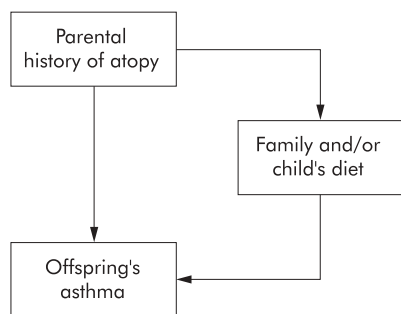 Parental
history of atopy
Family and/or
child's diet
Offspring's
asthma